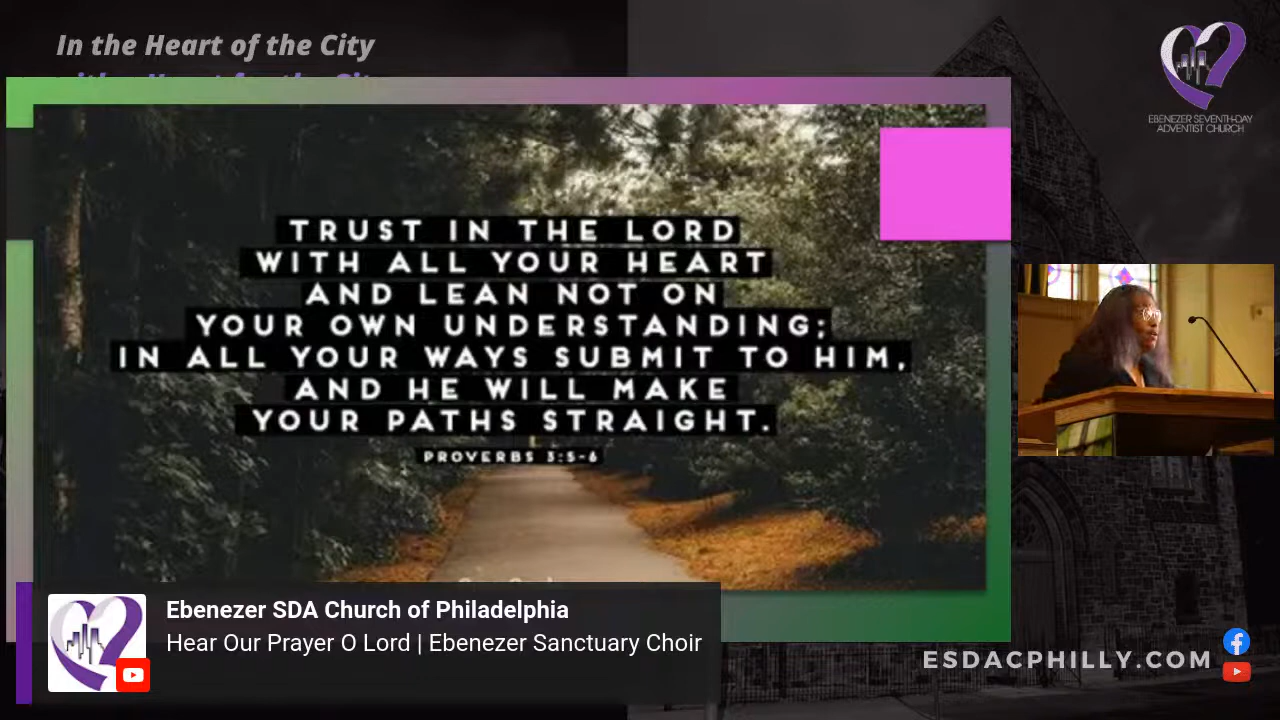 In the Heart of the City
EBENEZER SEVENTH-DAY
ADVENTIST CHURCH
TRUST IN THE LORD
WITH ALL YOUR HEART
AND LEAN NOT ON
YOUR OWN UNDERSTANDING;
IN ALL YOUR WAYS SUBMIT TO HIM,
AND HE WILL MAKE
YOUR PATHS STRAIGHT.
PROVERBS 3:5-6
Ebenezer SDA Church of Philadelphia
Hear Our Prayer O Lord | Ebenezer Sanctuary Choir
ESDACPHILLY.COM